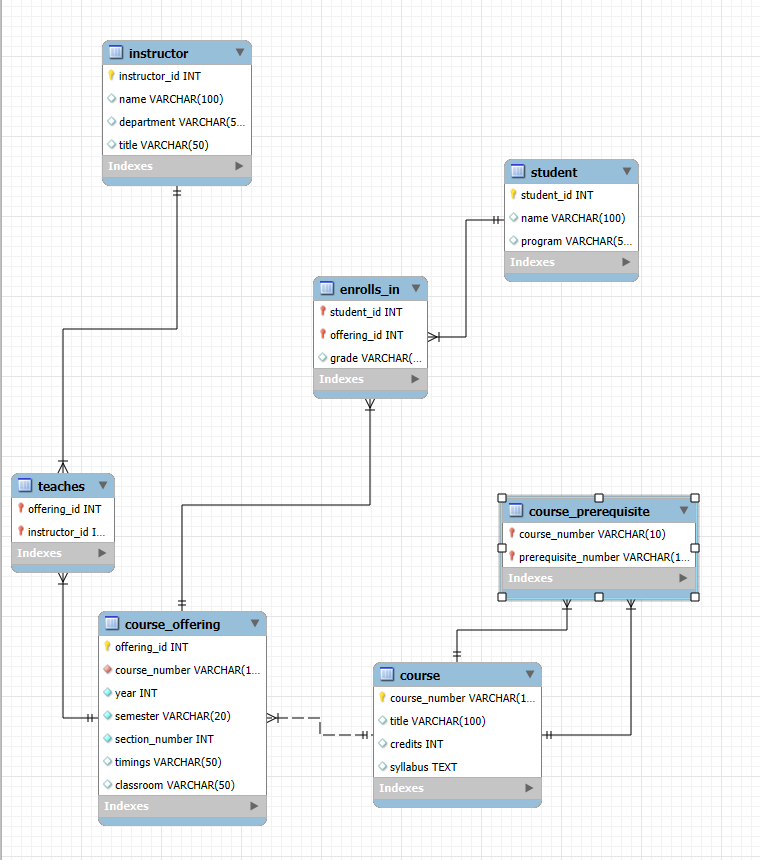 instructor
instructor_id INT
name VARCHAR(100)
department VARCHAR(5...
title VARCHAR(50)
Indexes
student
student_id INT
name VARCHAR(100)
program VARCHAR(5...
Indexes
enrolls_in
student_id INT
offering_id INT
grade VARCHAR(...
Indexes
teaches
offering_id INT
instructor_id I...
Indexes
course_prerequisite
course_number VARCHAR(10)
prerequisite_number VARCHAR(1...
Indexes
course_offering
offering_id INT
course_number VARCHAR(1...
year INT
semester VARCHAR(20)
section_number INT
timings VARCHAR(50)
classroom VARCHAR(50)
Indexes
course
course_number VARCHAR(1...
title VARCHAR(100)
credits INT
syllabus TEXT
Indexes